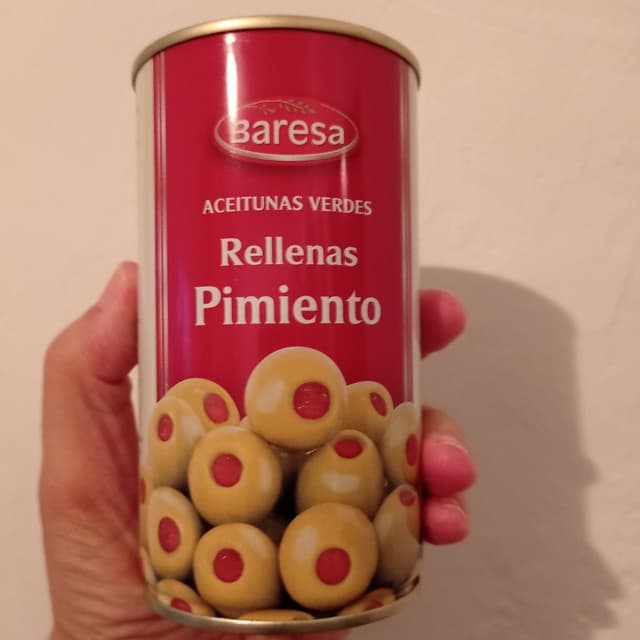 Baresa
ACEITUNAS VERDES
Rellenas
Pimiento